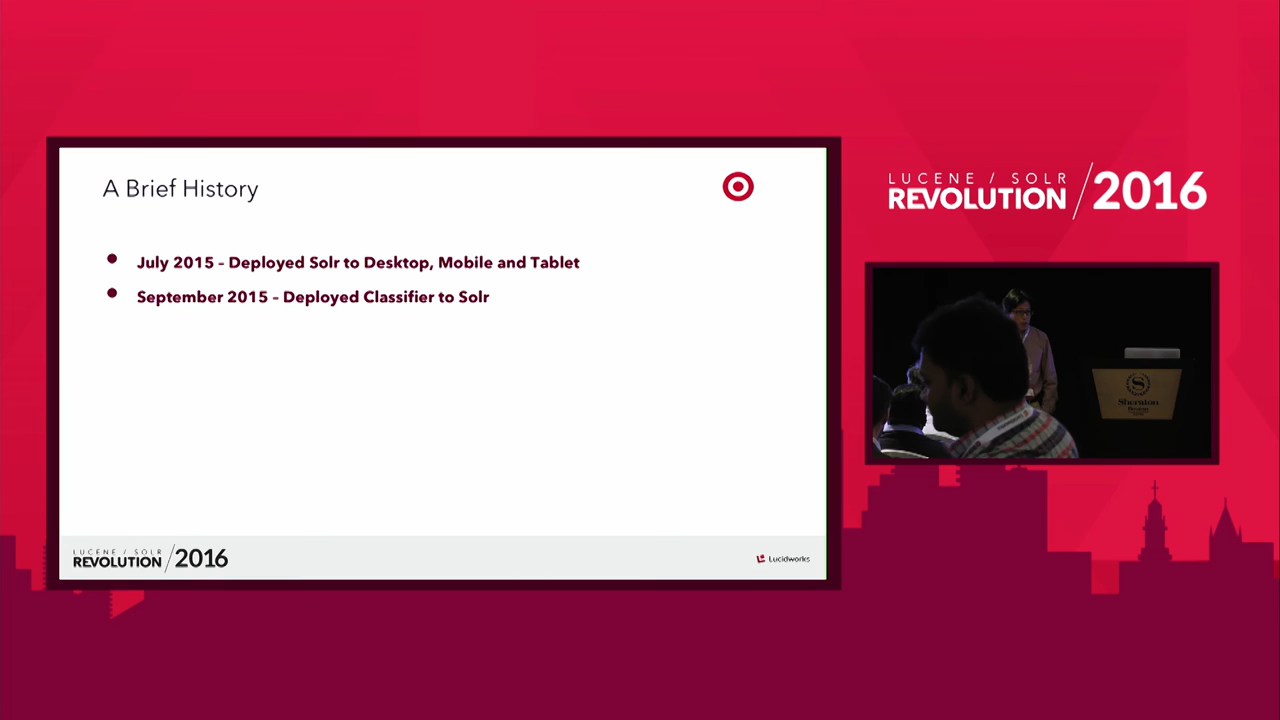 A Brief History
July 2015 – Deployed Solr to Desktop, Mobile and Tablet
September 2015 – Deployed Classifier to Solr
LUCENE / SOLR
REVOLUTION / 2016
Lucidworks
LUCENE / SOLR
REVOLUTION / 2016
S
Sheraton